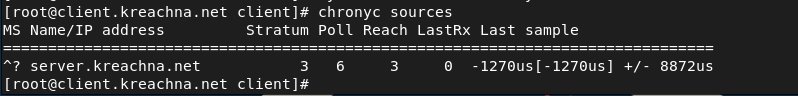 [root@client.kreachna.net client]# chronyc sources
MS Name/IP address         Stratum Poll Reach LastRx Last sample
===============================================================================
^? server.kreachna.net           3   6     3     0  -1270us[-1270us] +/- 8872us
[root@client.kreachna.net client]#